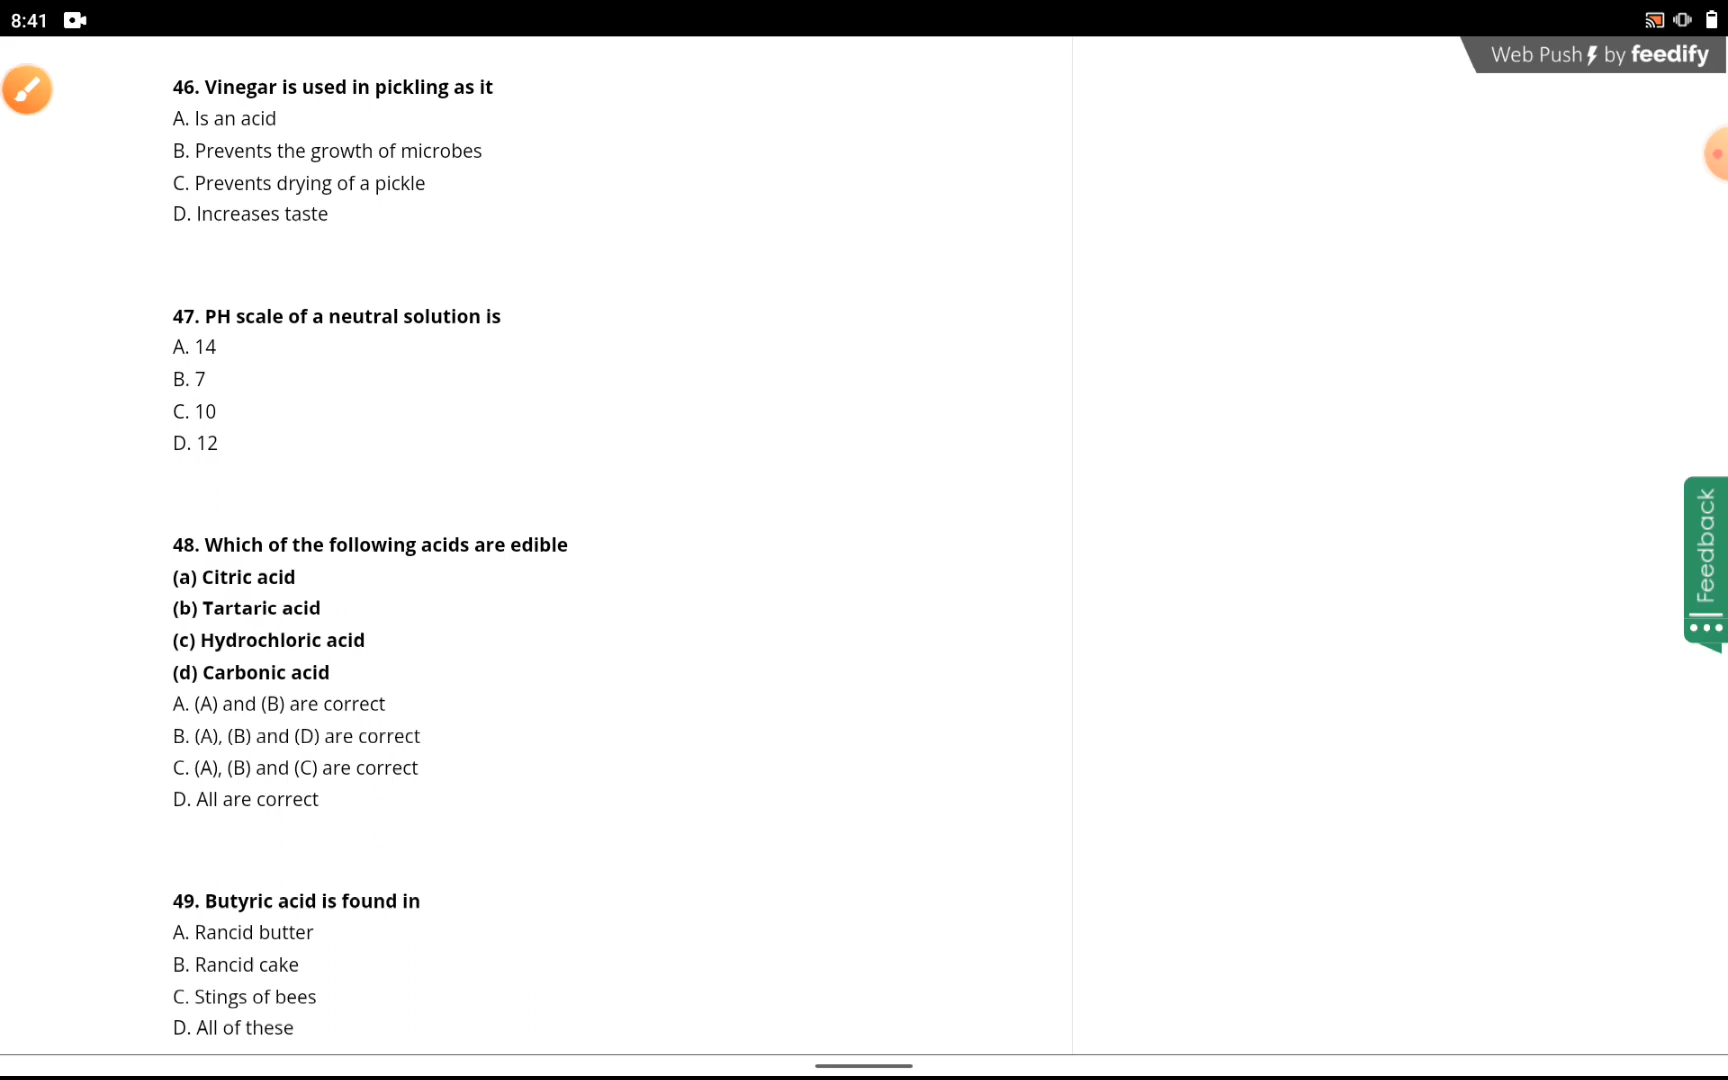 8:41
Web Push by feedify
46. Vinegar is used in pickling as it
A. Is an acid
B. Prevents the growth of microbes
C. Prevents drying of a pickle
D. Increases taste
47. PH scale of a neutral solution is
A. 14
B. 7
C. 10
D. 12
48. Which of the following acids are edible
(a) Citric acid
(b) Tartaric acid
(c) Hydrochloric acid
(d) Carbonic acid
A. (A) and (B) are correct
B. (A), (B) and (D) are correct
C. (A), (B) and (C) are correct
D. All are correct
Feedback
49. Butyric acid is found in
A. Rancid butter
B. Rancid cake
C. Stings of bees
D. All of these